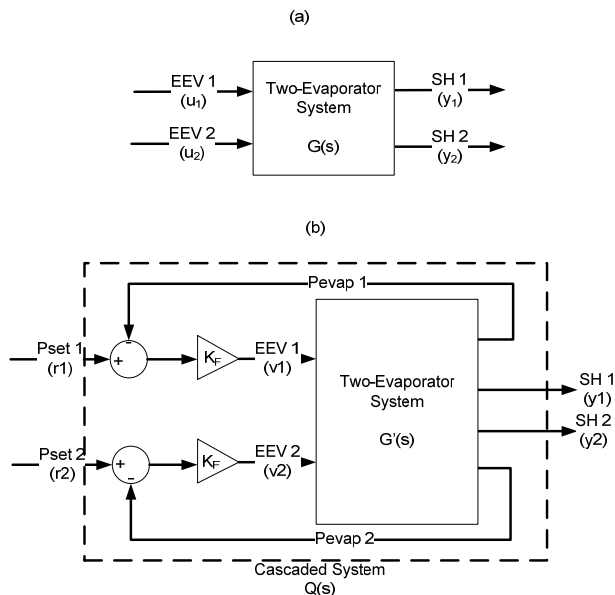 (a)
EEV 1
(u1)
EEV 2
(u2)
Two-Evaporator
System
G(s)
SH 1
(y1)
SH 2
(y2)
(b)
Pevap 1
Pset 1
(r1)
-
+
KF
EEV 1
(v1)
Two-Evaporator
System
G'(s)
SH 1
(y1)
SH 2
(y2)
Pset 2
(r2)
+
-
KF
EEV 2
(v2)
Pevap 2
Cascaded System
Q(s)